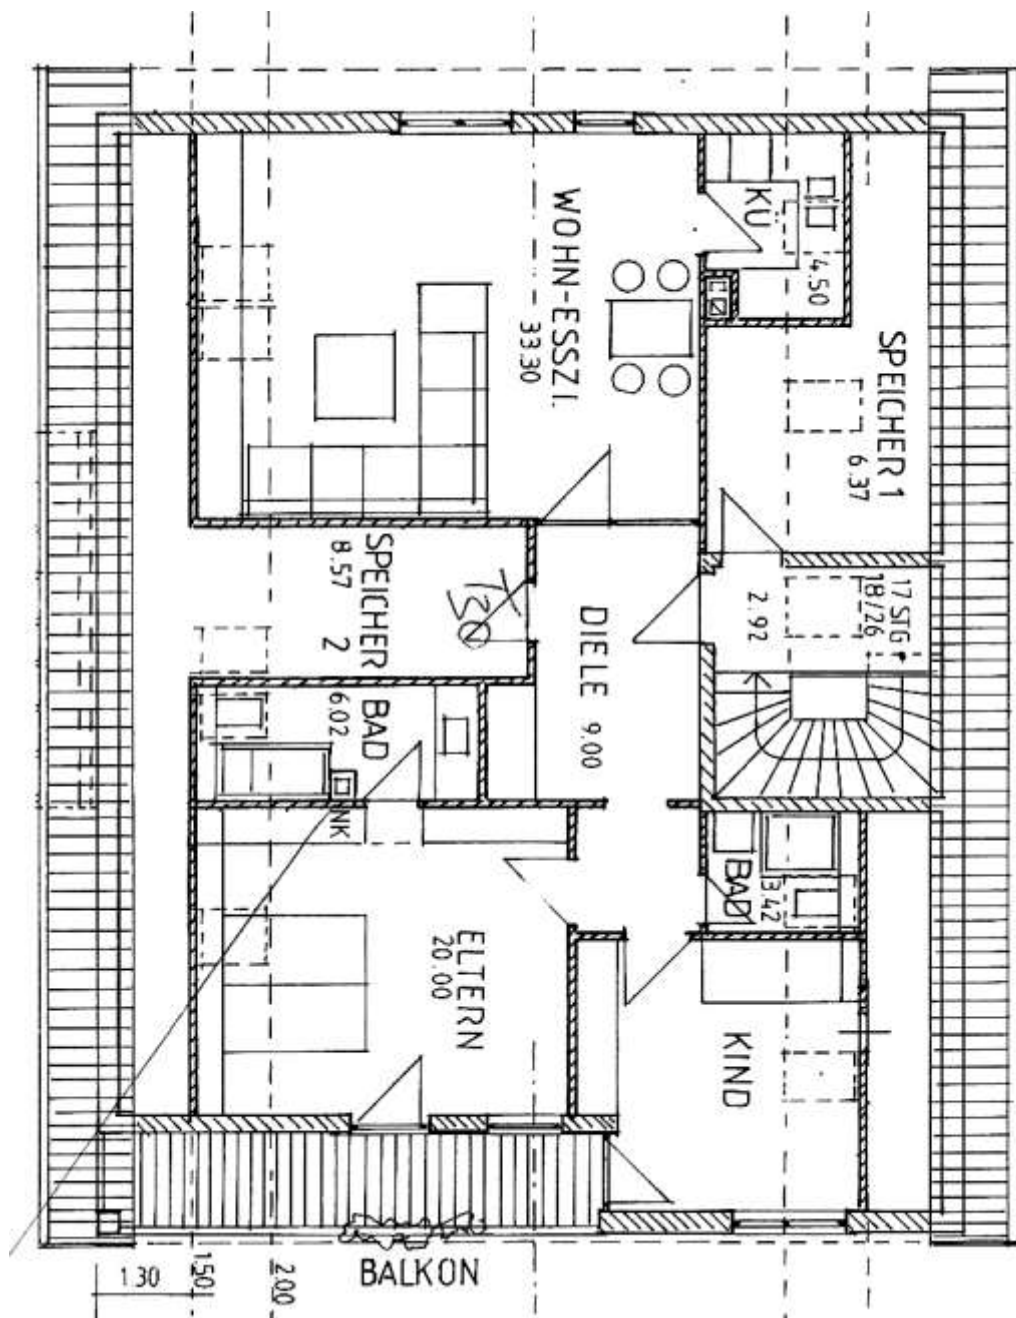 WOHN-ESSZI.
33.30
KÜ
4.50
SPEICHER 1
6.37
SPEICHER
2
8.57
DIELE 9.00
2.92
17 STG
18/26
BAD
6.02
NK
BAD
3.42
ELTERN
20.00
KIND
BALKON
1.30
1.50
2.00